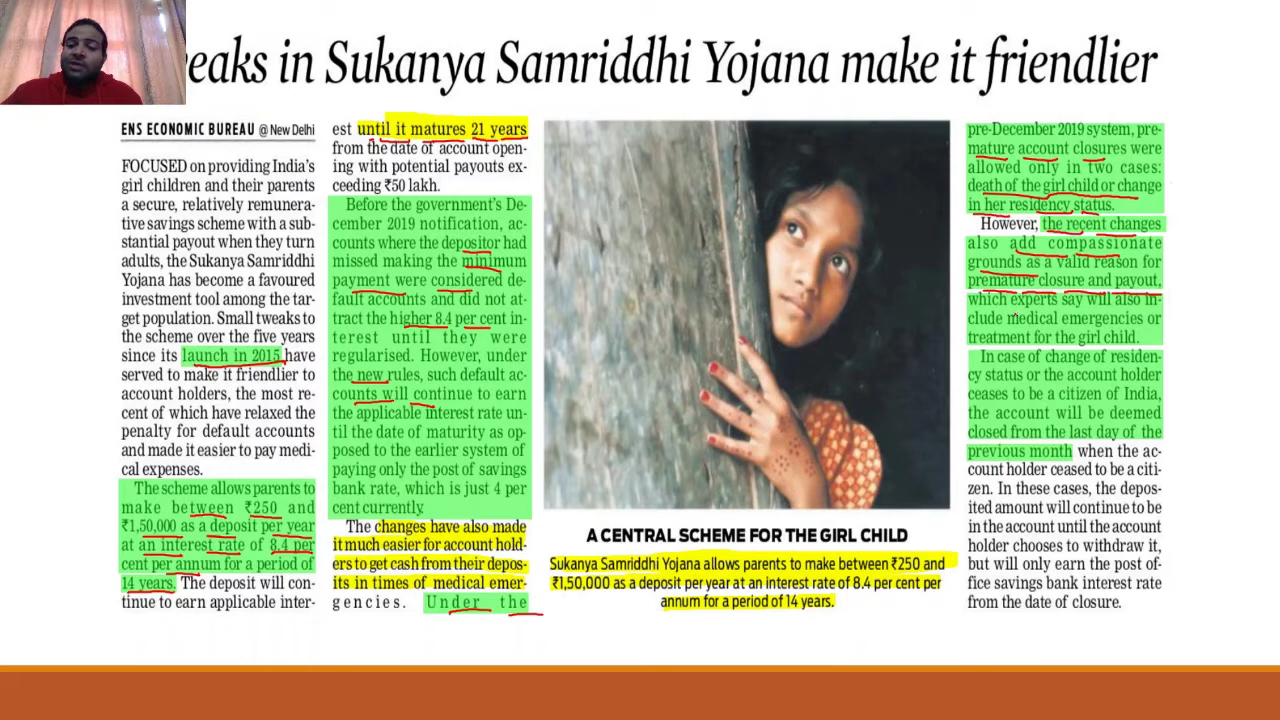 eaks in Sukanya Samriddhi Yojana make it friendlier
ENS ECONOMIC BUREAU @ New Delhi
FOCUSED on providing India's
girl children and their parents
a secure, relatively remunera-
tive savings scheme with a sub-
stantial payout when they turn
adults, the Sukanya Samriddhi
Yojana has become a favoured
investment tool among the tar-
get population. Small tweaks to
the scheme over the five years
since its launch in 2015 have
served to make it friendlier to
account holders, the most re-
cent of which have relaxed the
penalty for default accounts
and made it easier to pay medi-
cal expenses.
The scheme allows parents to
make between ₹250 and
₹1,50,000 as a deposit per year
at an interest rate of 8.4 per
cent per annum for a period of
14 years. The deposit will con-
tinue to earn applicable inter-
est until it matures 21 years
from the date of account open-
ing with potential payouts ex-
ceeding ₹50 lakh.
Before the government's De-
cember 2019 notification, ac-
counts where the depositor had
missed making the minimum
payment were considered de-
fault accounts and did not at-
tract the higher 8.4 per cent in-
terest until they were
regularised. However, under
the new rules, such default ac-
counts will continue to earn
the applicable interest rate un-
til the date of maturity as op-
posed to the earlier system of
paying only the post of savings
bank rate, which is just 4 per
cent currently.
The changes have also made
it much easier for account hold-
ers to get cash from their depos-
its in times of medical emer-
gencies. Under the
A CENTRAL SCHEME FOR THE GIRL CHILD
Sukanya Samriddhi Yojana allows parents to make between ₹250 and
₹1,50,000 as a deposit per year at an interest rate of 8.4 per cent per
annum for a period of 14 years.
pre-December 2019 system, pre-
mature account closures were
allowed only in two cases:
death of the girl child or change
in her residency status.
However, the recent changes
also add compassionate
grounds as a valid reason for
premature closure and payout,
which experts say will also in-
clude medical emergencies or
treatment for the girl child.
In case of change of residen-
cy status or the account holder
ceases to be a citizen of India,
the account will be deemed
closed from the last day of the
previous month when the ac-
count holder ceased to be a citi-
zen. In these cases, the depos-
ited amount will continue to be
in the account until the account
holder chooses to withdraw it,
but will only earn the post of-
fice savings bank interest rate
from the date of closure.